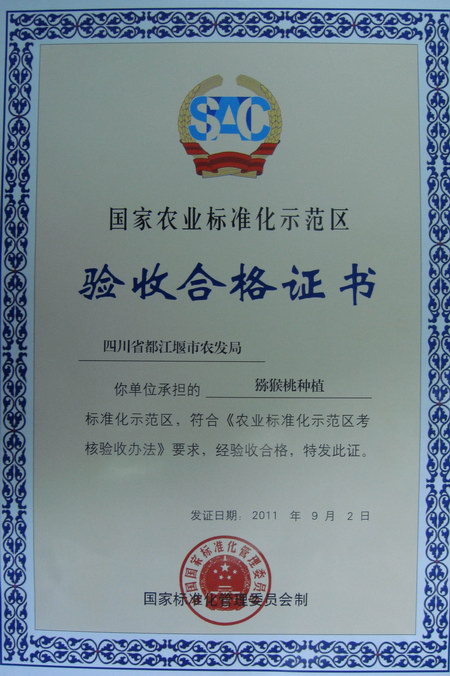 SAC
国家农业标准化示范区
验收合格证书
四川省都江堰市农发局
你单位承担的 猕猴桃种植
标准化示范区，符合《农业标准化示范区考
核验收办法》要求，经验收合格，特发此证。
发证日期：2011 年 9 月 2 日
国国家标准化管理委员会
国家标准化管理委员会制